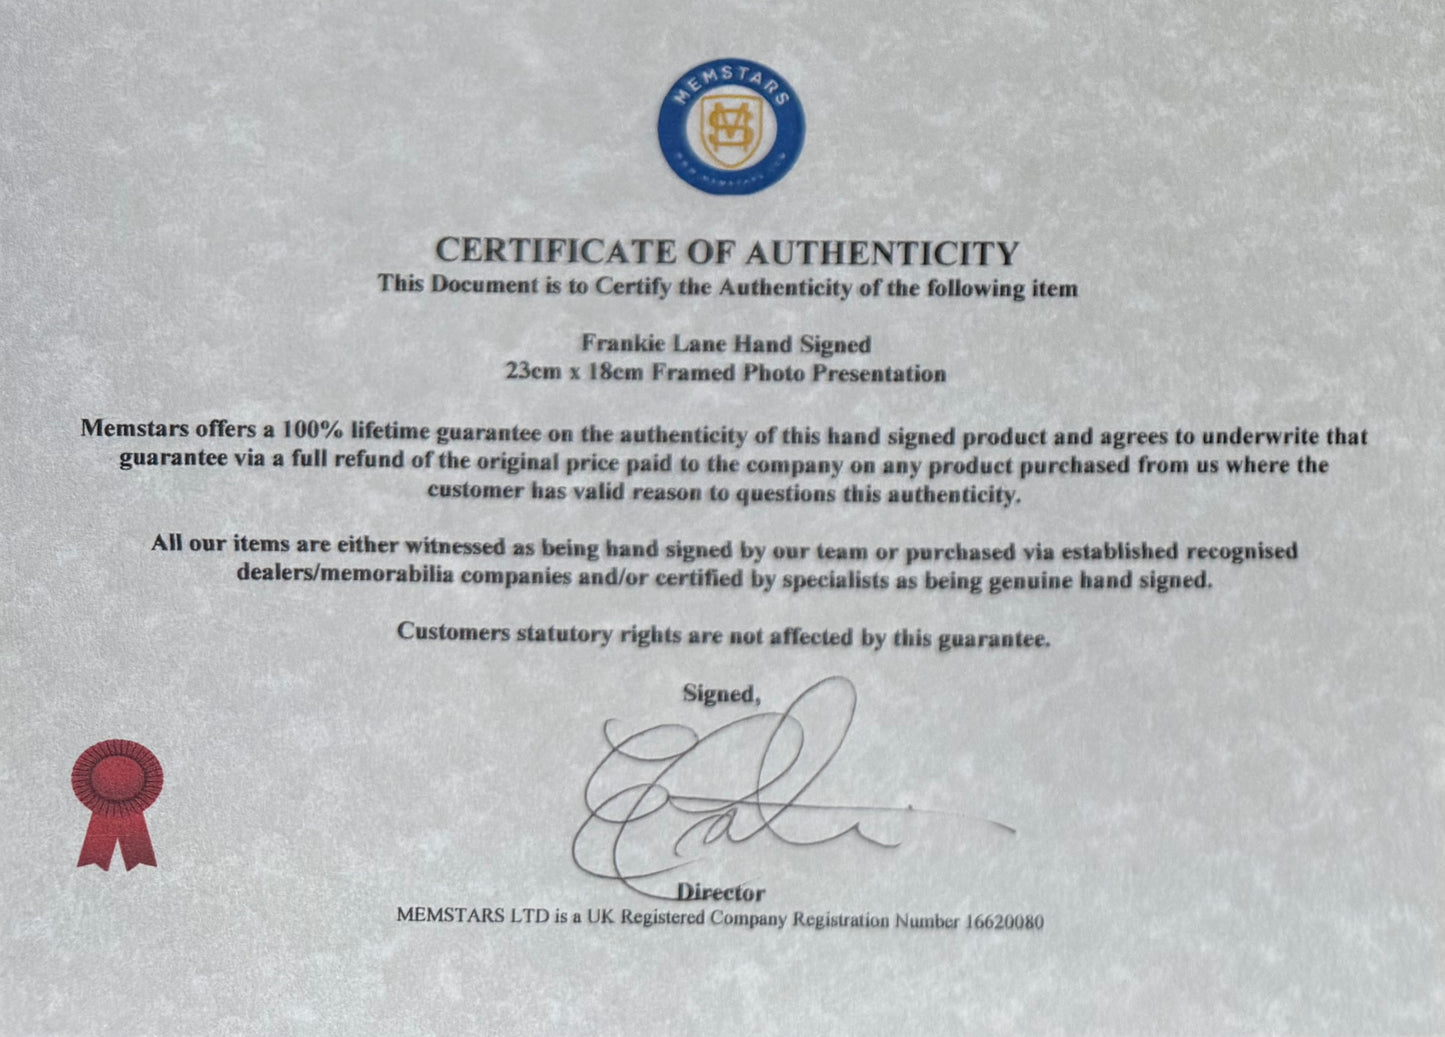 MEMSTARS
MS
CERTIFICATE OF AUTHENTICITY
This Document is to Certify the Authenticity of the following item
Frankie Lane Hand Signed
23cm x 18cm Framed Photo Presentation
Memstars offers a 100% lifetime guarantee on the authenticity of this hand signed product and agrees to underwrite that
guarantee via a full refund of the original price paid to the company on any product purchased from us where the
customer has valid reason to questions this authenticity.
All our items are either witnessed as being hand signed by our team or purchased via established recognised
dealers/memorabilia companies and/or certified by specialists as being genuine hand signed.
Customers statutory rights are not affected by this guarantee.
Signed,
Director
MEMSTARS LTD is a UK Registered Company Registration Number 16620080